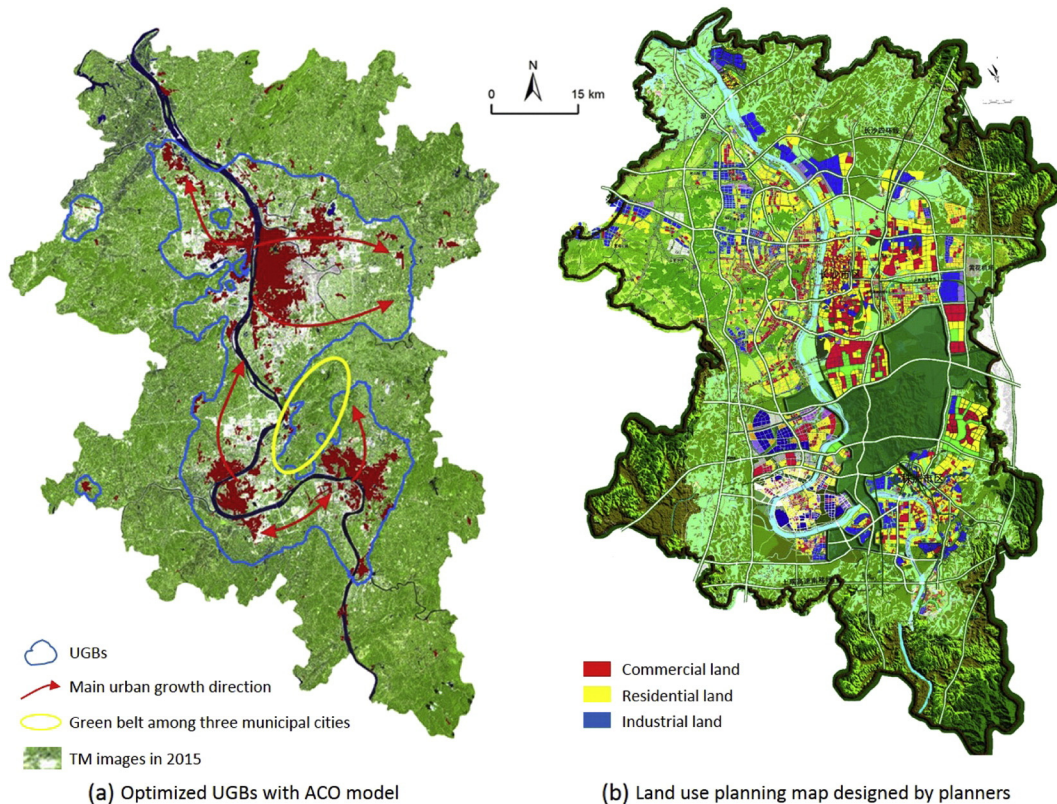 N
0 15 km
UGBs
Main urban growth direction
Green belt among three municipal cities
TM images in 2015
(a) Optimized UGBs with ACO model
Commercial land
Residential land
Industrial land
(b) Land use planning map designed by planners